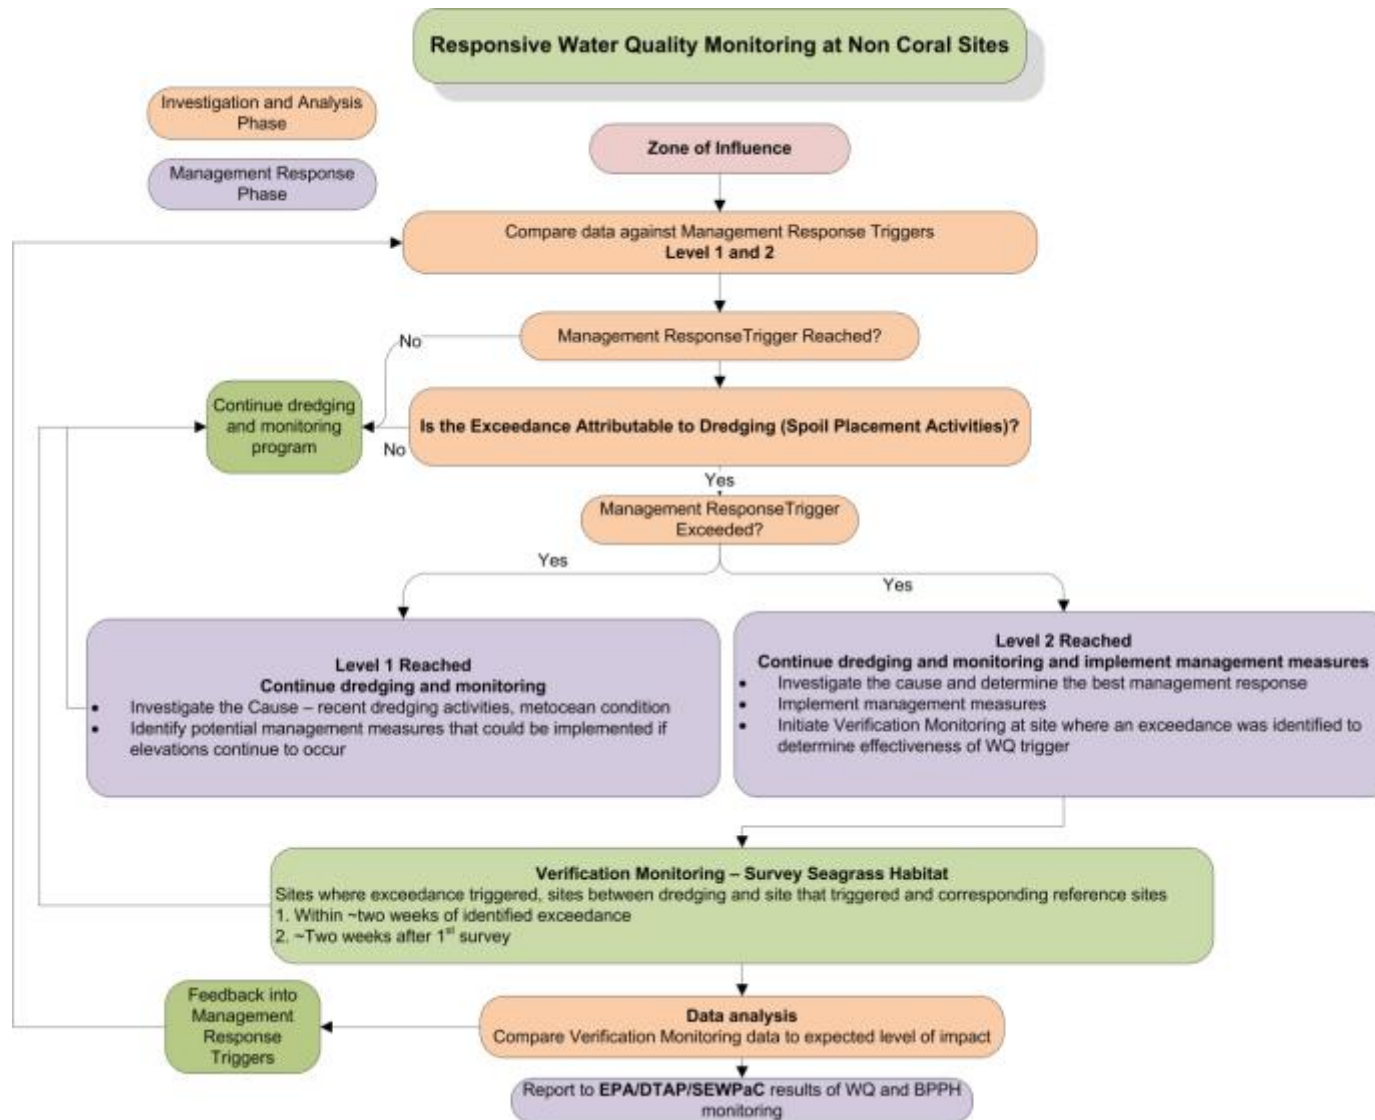 Responsive Water Quality Monitoring at Non Coral Sites
Investigation and Analysis
Phase
Management Response
Phase
Zone of Influence
Compare data against Management Response Triggers
Level 1 and 2
Management ResponseTrigger Reached?
No
Continue dredging
and monitoring
program
Is the Exceedance Attributable to Dredging (Spoil Placement Activities)?
No
Yes
Management ResponseTrigger
Exceeded?
Yes
Yes
Level 1 Reached
Continue dredging and monitoring
• Investigate the Cause – recent dredging activities, metocean condition
• Identify potential management measures that could be implemented if
elevations continue to occur
Level 2 Reached
Continue dredging and monitoring and implement management measures
• Investigate the cause and determine the best management response
• Implement management measures
• Initiate Verification Monitoring at site where an exceedance was identified to
determine effectiveness of WQ trigger
Verification Monitoring – Survey Seagrass Habitat
Sites where exceedance triggered, sites between dredging and site that triggered and corresponding reference sites
1. Within ~two weeks of identified exceedance
2. ~Two weeks after 1st survey
Feedback into
Management
Response
Triggers
Data analysis
Compare Verification Monitoring data to expected level of impact
Report to EPA/DTAP/SEWPaC results of WQ and BPPH
monitoring